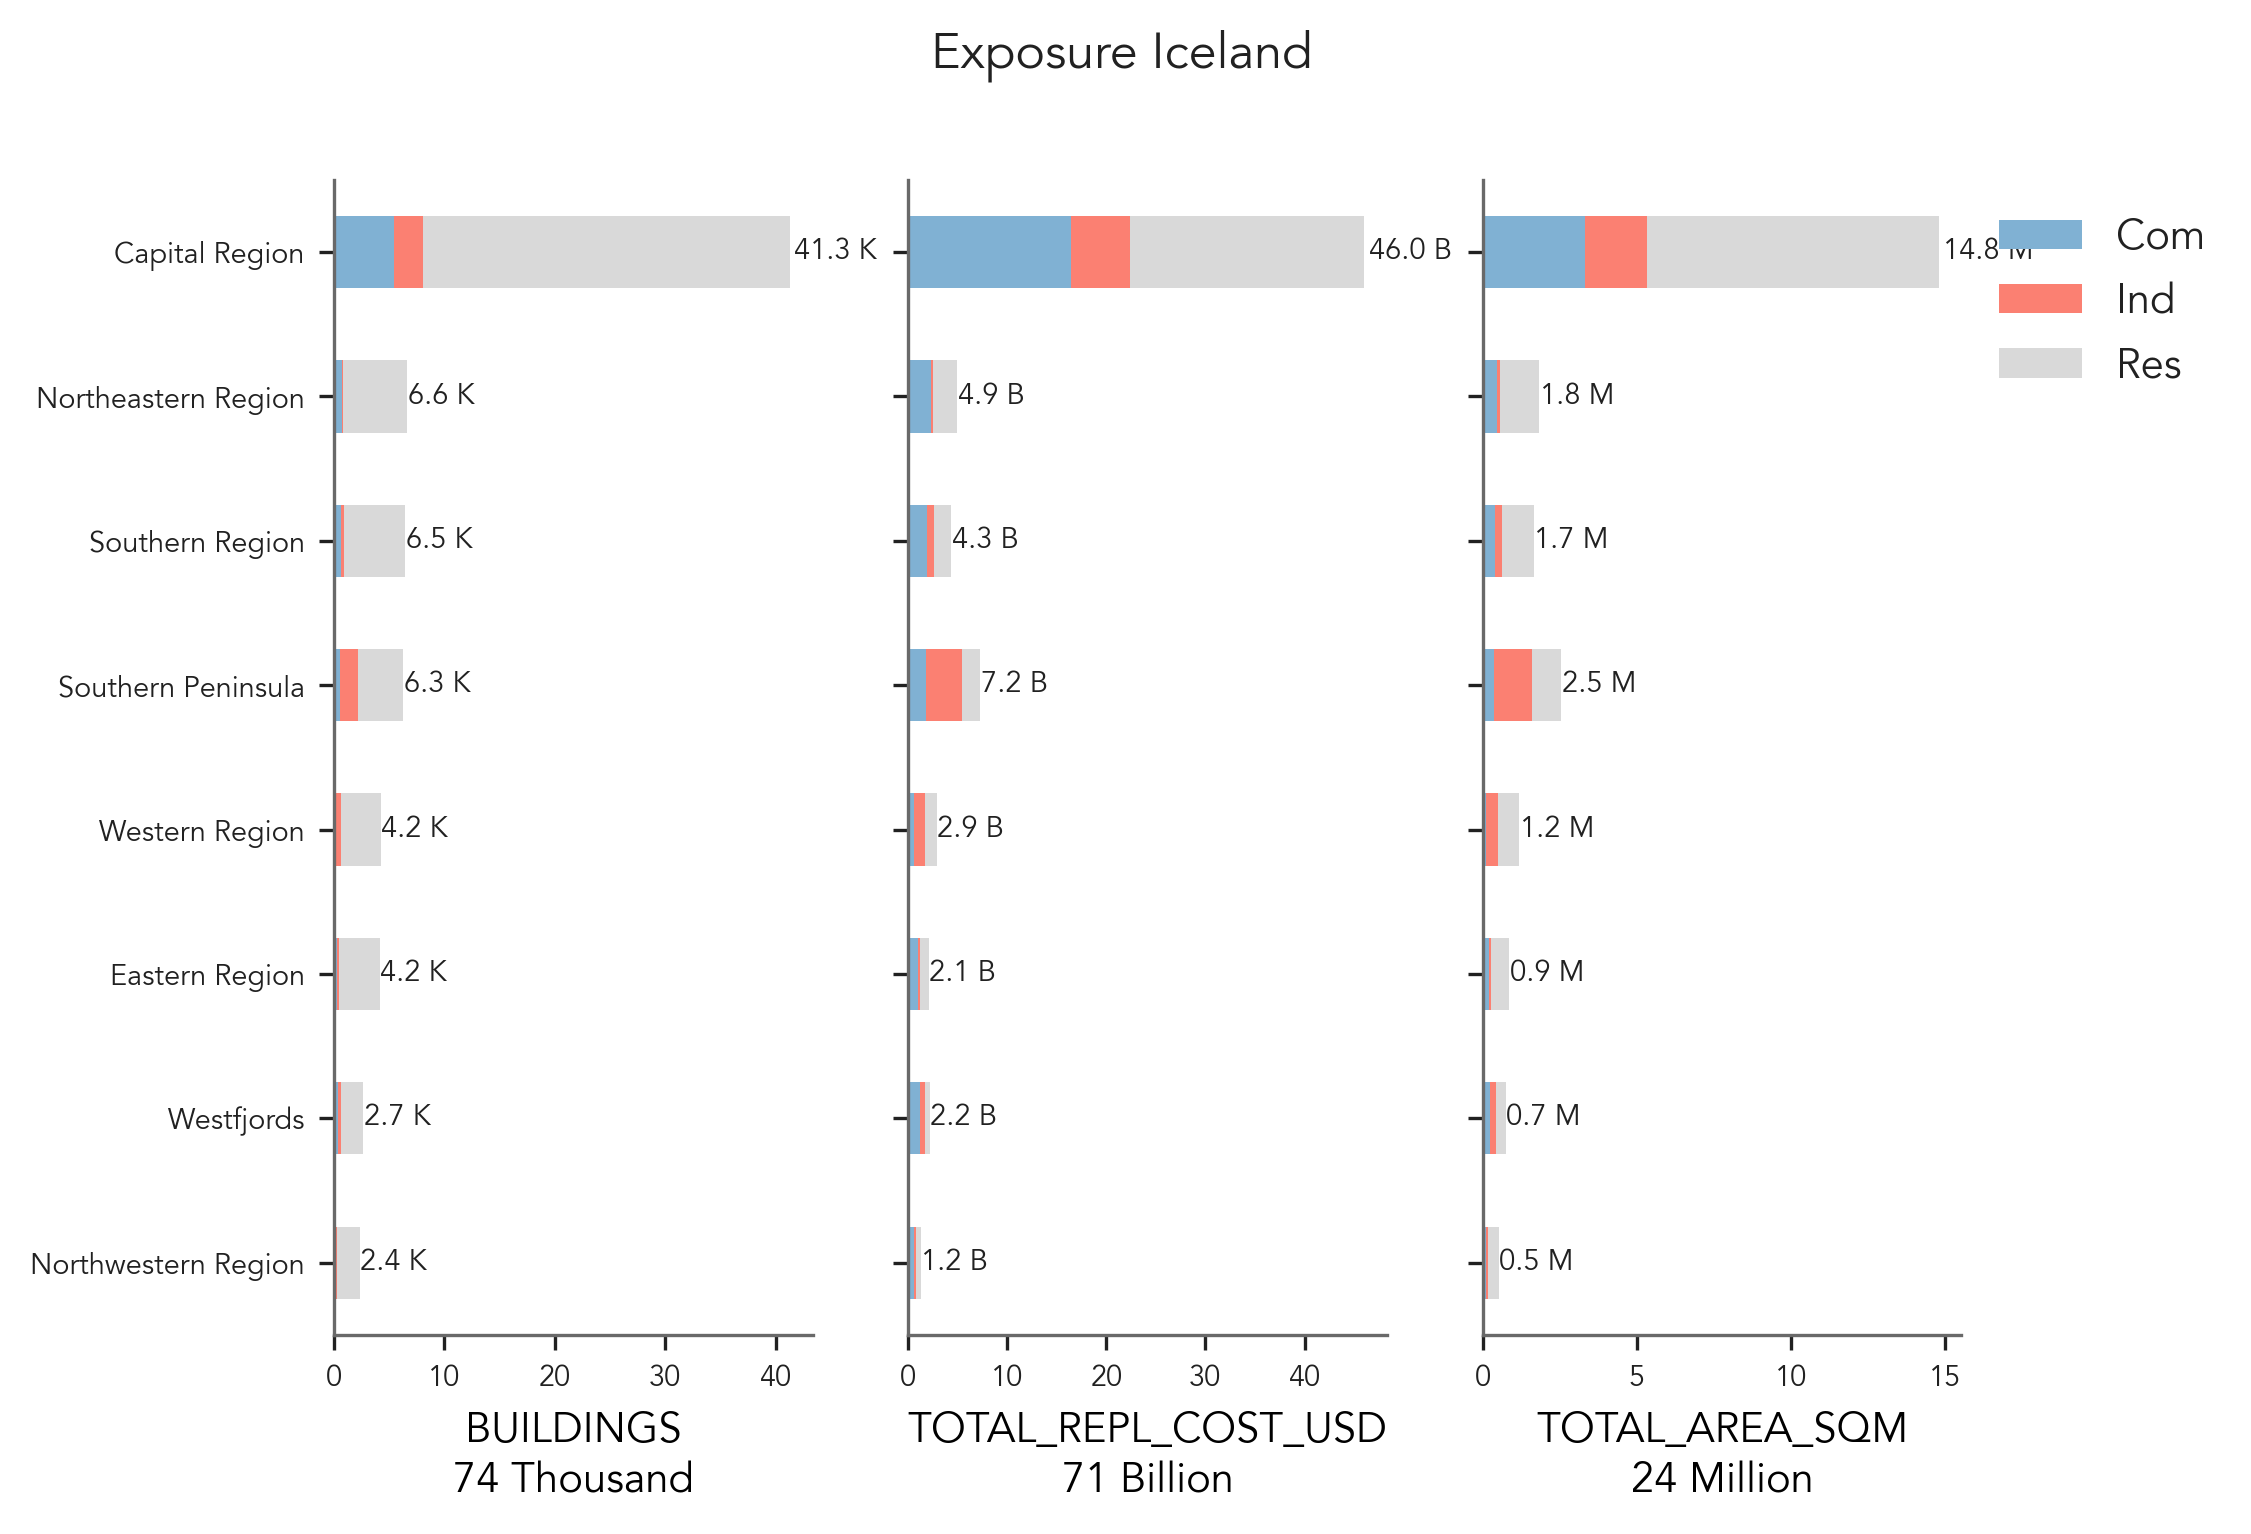 Exposure Iceland
Capital Region
41.3 K
46.0 B
14.8 M
Com
Ind
Res
Northeastern Region
6.6 K
4.9 B
1.8 M
Southern Region
6.5 K
4.3 B
1.7 M
Southern Peninsula
6.3 K
7.2 B
2.5 M
Western Region
4.2 K
2.9 B
1.2 M
Eastern Region
4.2 K
2.1 B
0.9 M
Westfjords
2.7 K
2.2 B
0.7 M
Northwestern Region
2.4 K
1.2 B
0.5 M
0 10 20 30 40
0 10 20 30 40
0 5 10 15
BUILDINGS
74 Thousand
TOTAL_REPL_COST_USD
71 Billion
TOTAL_AREA_SQM
24 Million